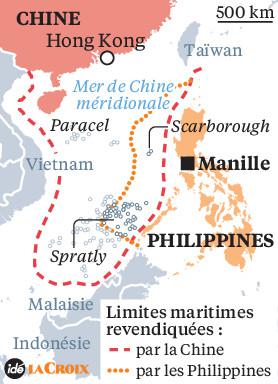 CHINE
500 km
Hong Kong
Taïwan
Mer de Chine
méridionale
Paracel
Scarborough
Vietnam
Manille
PHILIPPINES
Spratly
Malaisie
Indonésie
Limites maritimes
revendiquées :
par la Chine
par les Philippines
idé LA CROIX